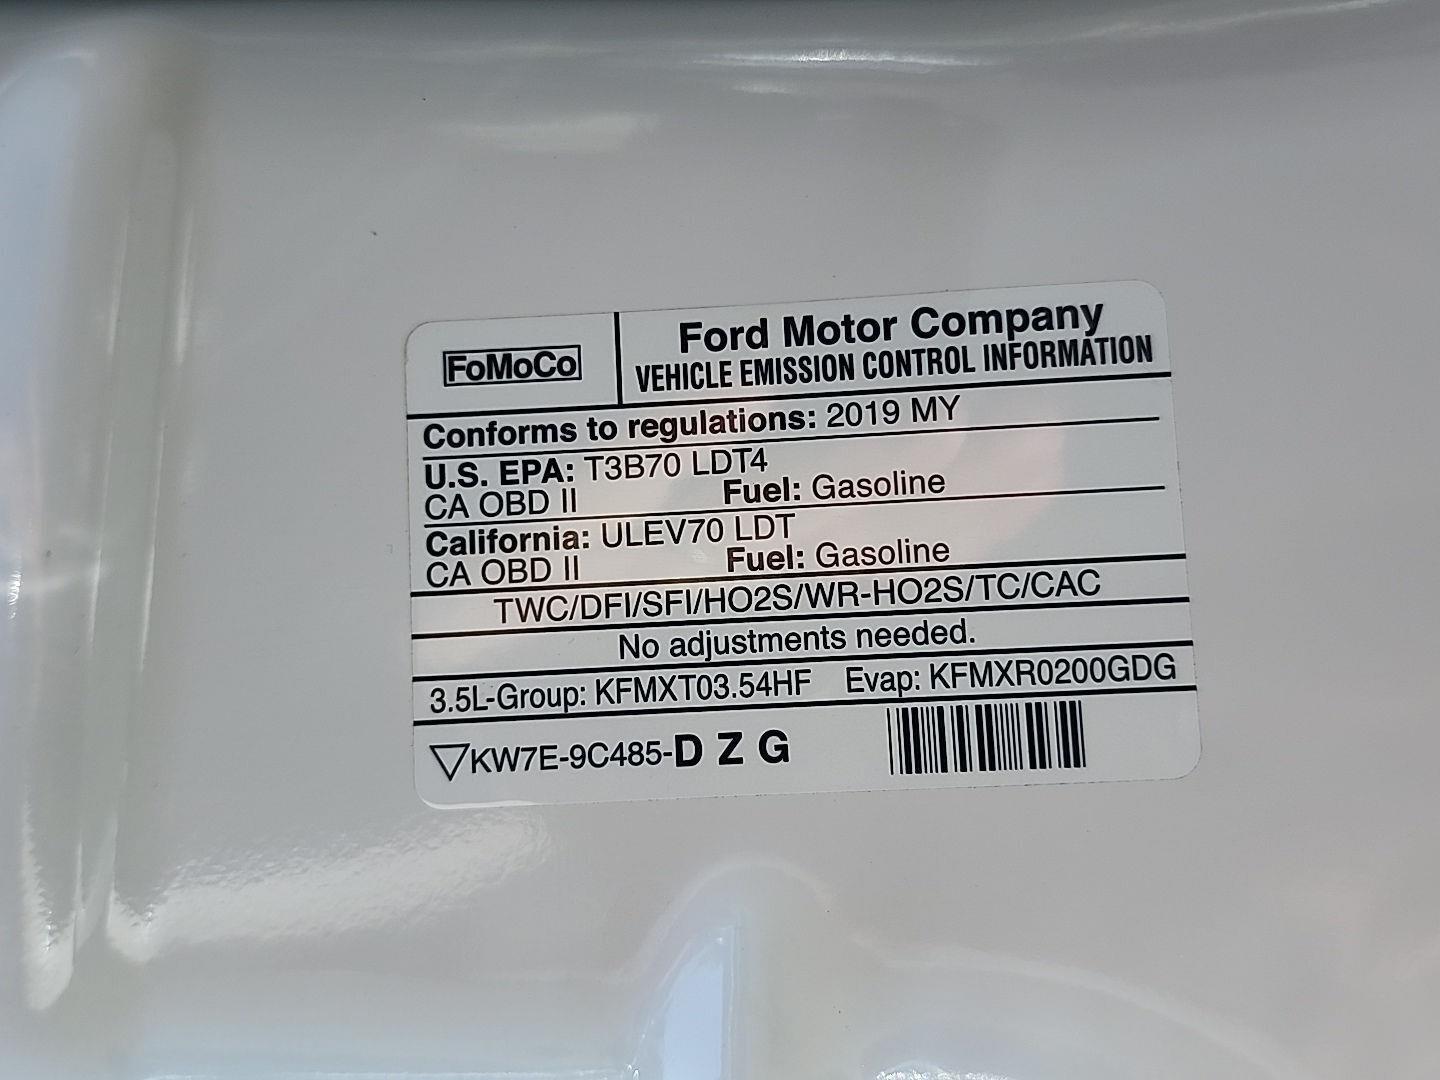 FoMoCo
Ford Motor Company
VEHICLE EMISSION CONTROL INFORMATION
Conforms to regulations: 2019 MY
U.S. EPA: T3B70 LDT4
CA OBD II Fuel: Gasoline
California: ULEV70 LDT
CA OBD II Fuel: Gasoline
TWC/DFI/SFI/HO2S/WR-HO2S/TC/CAC
No adjustments needed.
3.5L-Group: KFMXT03.54HF Evap: KFMXR0200GDG
KW7E-9C485-D Z G